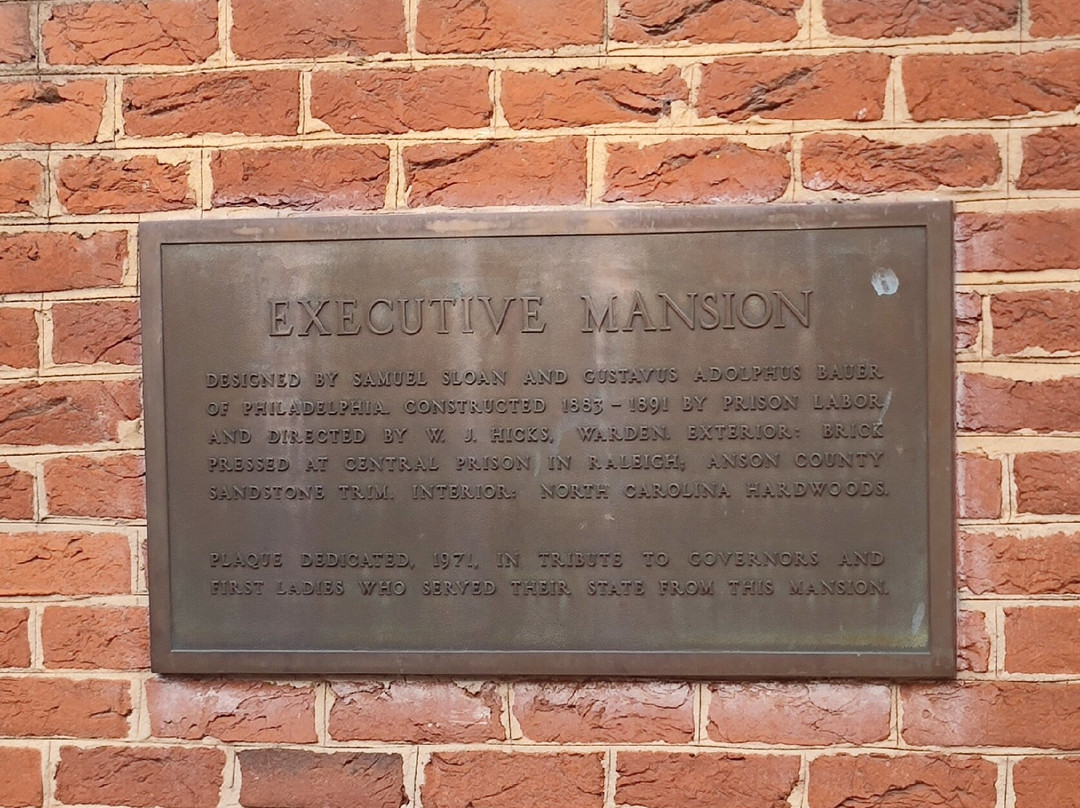 EXECUTIVE MANSION
DESIGNED BY SAMUEL SLOAN AND GUSTAVUS ADOLPHUS BAUER
OF PHILADELPHIA. CONSTRUCTED 1883 – 1891 BY PRISON LABOR
AND DIRECTED BY W. J. HICKS, WARDEN. EXTERIOR: BRICK
PRESSED AT CENTRAL PRISON IN RALEIGH; ANSON COUNTY
SANDSTONE TRIM. INTERIOR: NORTH CAROLINA HARDWOODS.
PLAQUE DEDICATED, 1971, IN TRIBUTE TO GOVERNORS AND
FIRST LADIES WHO SERVED THEIR STATE FROM THIS MANSION.